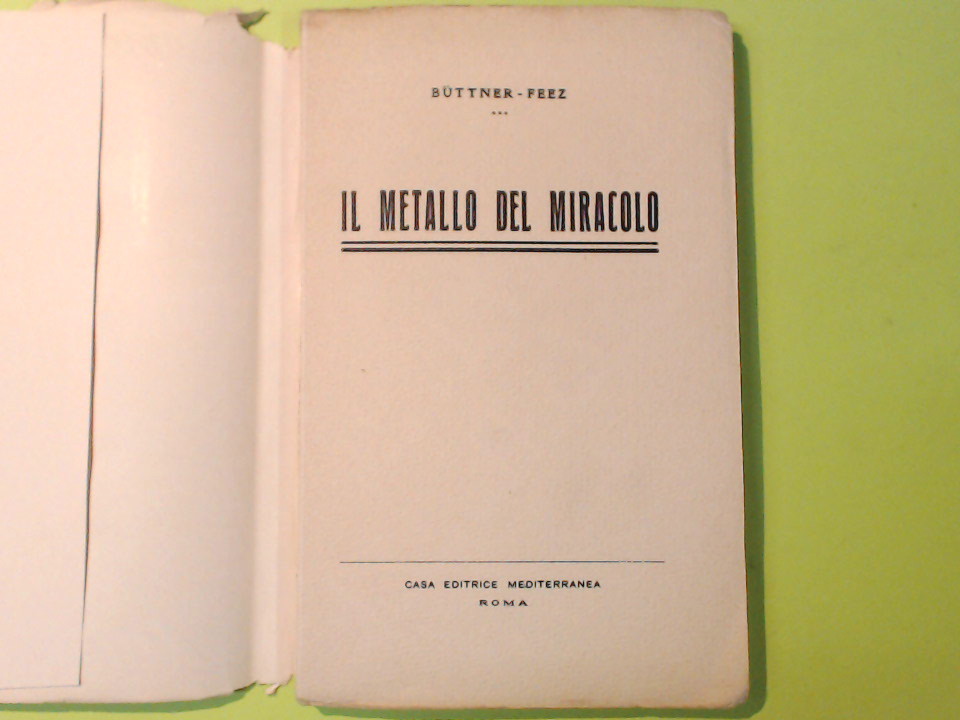 BÜTTNER - FEEZ
***
IL METALLO DEL MIRACOLO
CASA EDITRICE MEDITERRANEA
ROMA